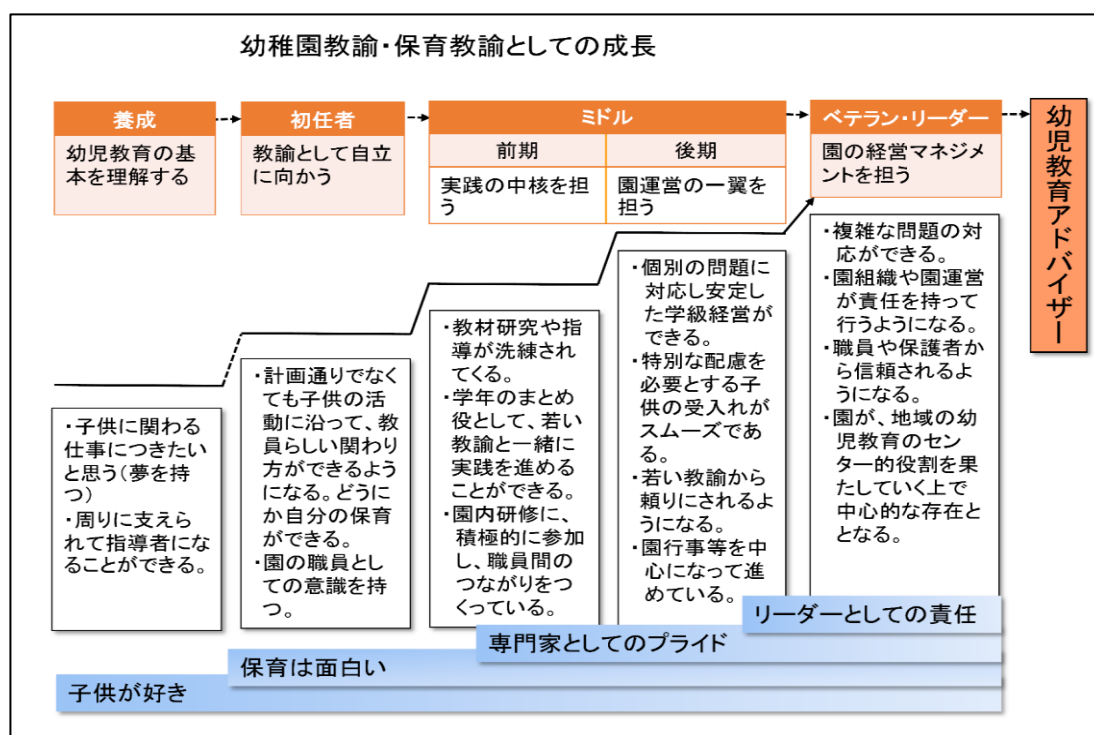 幼稚園教諭・保育教諭としての成長
養成
幼児教育の基
本を理解する
初任者
教諭として自立
に向かう
ミドル
前期
後期
実践の中核を担
う
園運営の一翼を
担う
ベテラン・リーダー
園の経営マネジメ
ントを担う
幼児教育アドバイザー
・子供に関わる
仕事につきたい
と思う(夢を持
つ)
・周りに支えら
れて指導者にな
ることができる。
・計画通りでなく
ても子供の活
動に沿って、教
員らしい関わり
方ができるよう
になる。どうに
か自分の保育
ができる。
・園の職員とし
ての意識を持
つ。
・教材研究や指
導が洗練され
てくる。
・学年のまとめ
役として、若い
教諭と一緒に
実践を進める
ことができる。
・園内研修に、
積極的に参加
し、職員間の
つながりをつ
くっている。
・個別の問題に
対応し安定し
た学級経営が
できる。
・特別な配慮を
必要とする子
供の受入れが
スムーズであ
る。
・若い教諭から
頼りにされるよ
うになる。
・園行事等を中
心になって進
めている。
・複雑な問題の対
応ができる。
・園組織や園運営
が責任を持って
行うようになる。
・職員や保護者か
ら信頼されるよ
うになる。
・園が、地域の幼
児教育のセン
ター的役割を果
たしていく上で
中心的な存在と
となる。
リーダーとしての責任
専門家としてのプライド
保育は面白い
子供が好き